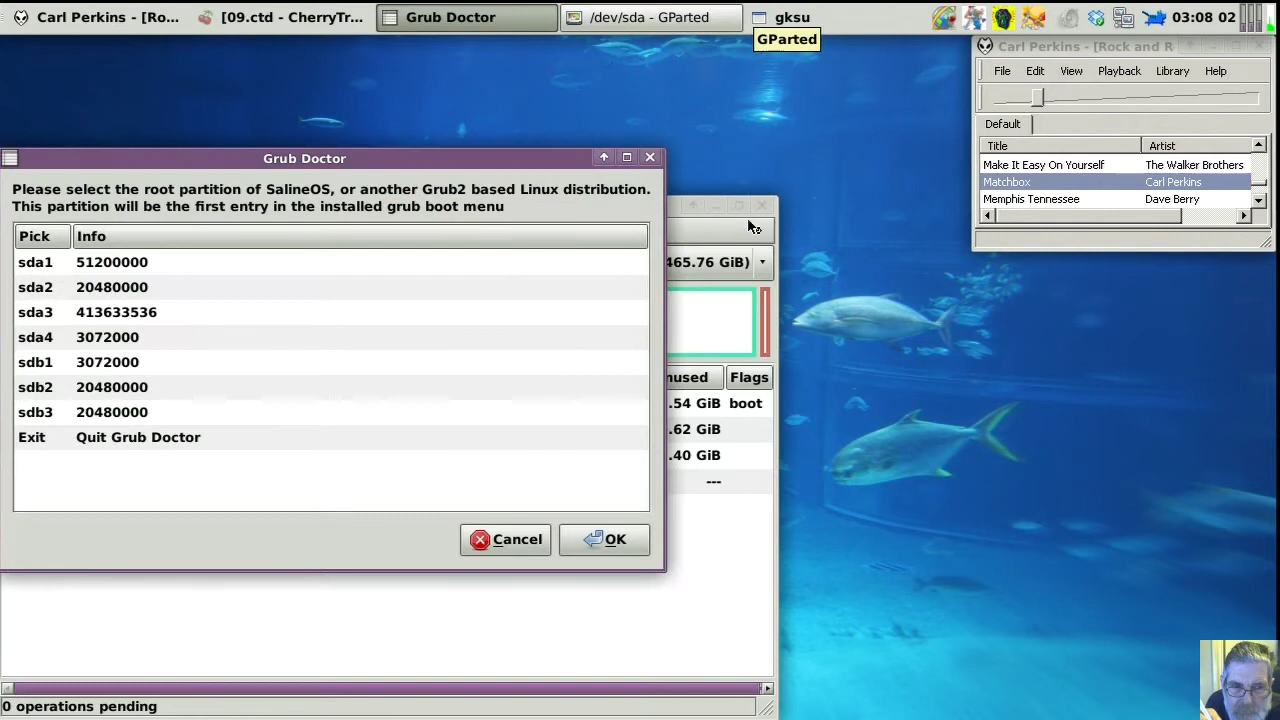 Carl Perkins - [Ro...
[09.ctd - CherryTr...
Grub Doctor
/dev/sda - GParted
gksu
03:08 02
GParted
Carl Perkins - [Rock and R
File Edit View Playback Library Help
Default
Title Artist
Make It Easy On Yourself The Walker Brothers
Matchbox Carl Perkins
Memphis Tennessee Dave Berry
Grub Doctor
Please select the root partition of SalineOS, or another Grub2 based Linux distribution.
This partition will be the first entry in the installed grub boot menu
Pick Info
sda1 51200000
sda2 20480000
sda3 413633536
sda4 3072000
sdb1 3072000
sdb2 20480000
sdb3 20480000
Exit Quit Grub Doctor
Cancel OK
465.76 GiB)
nused Flags
.54 GiB boot
.62 GiB
.40 GiB
---
0 operations pending